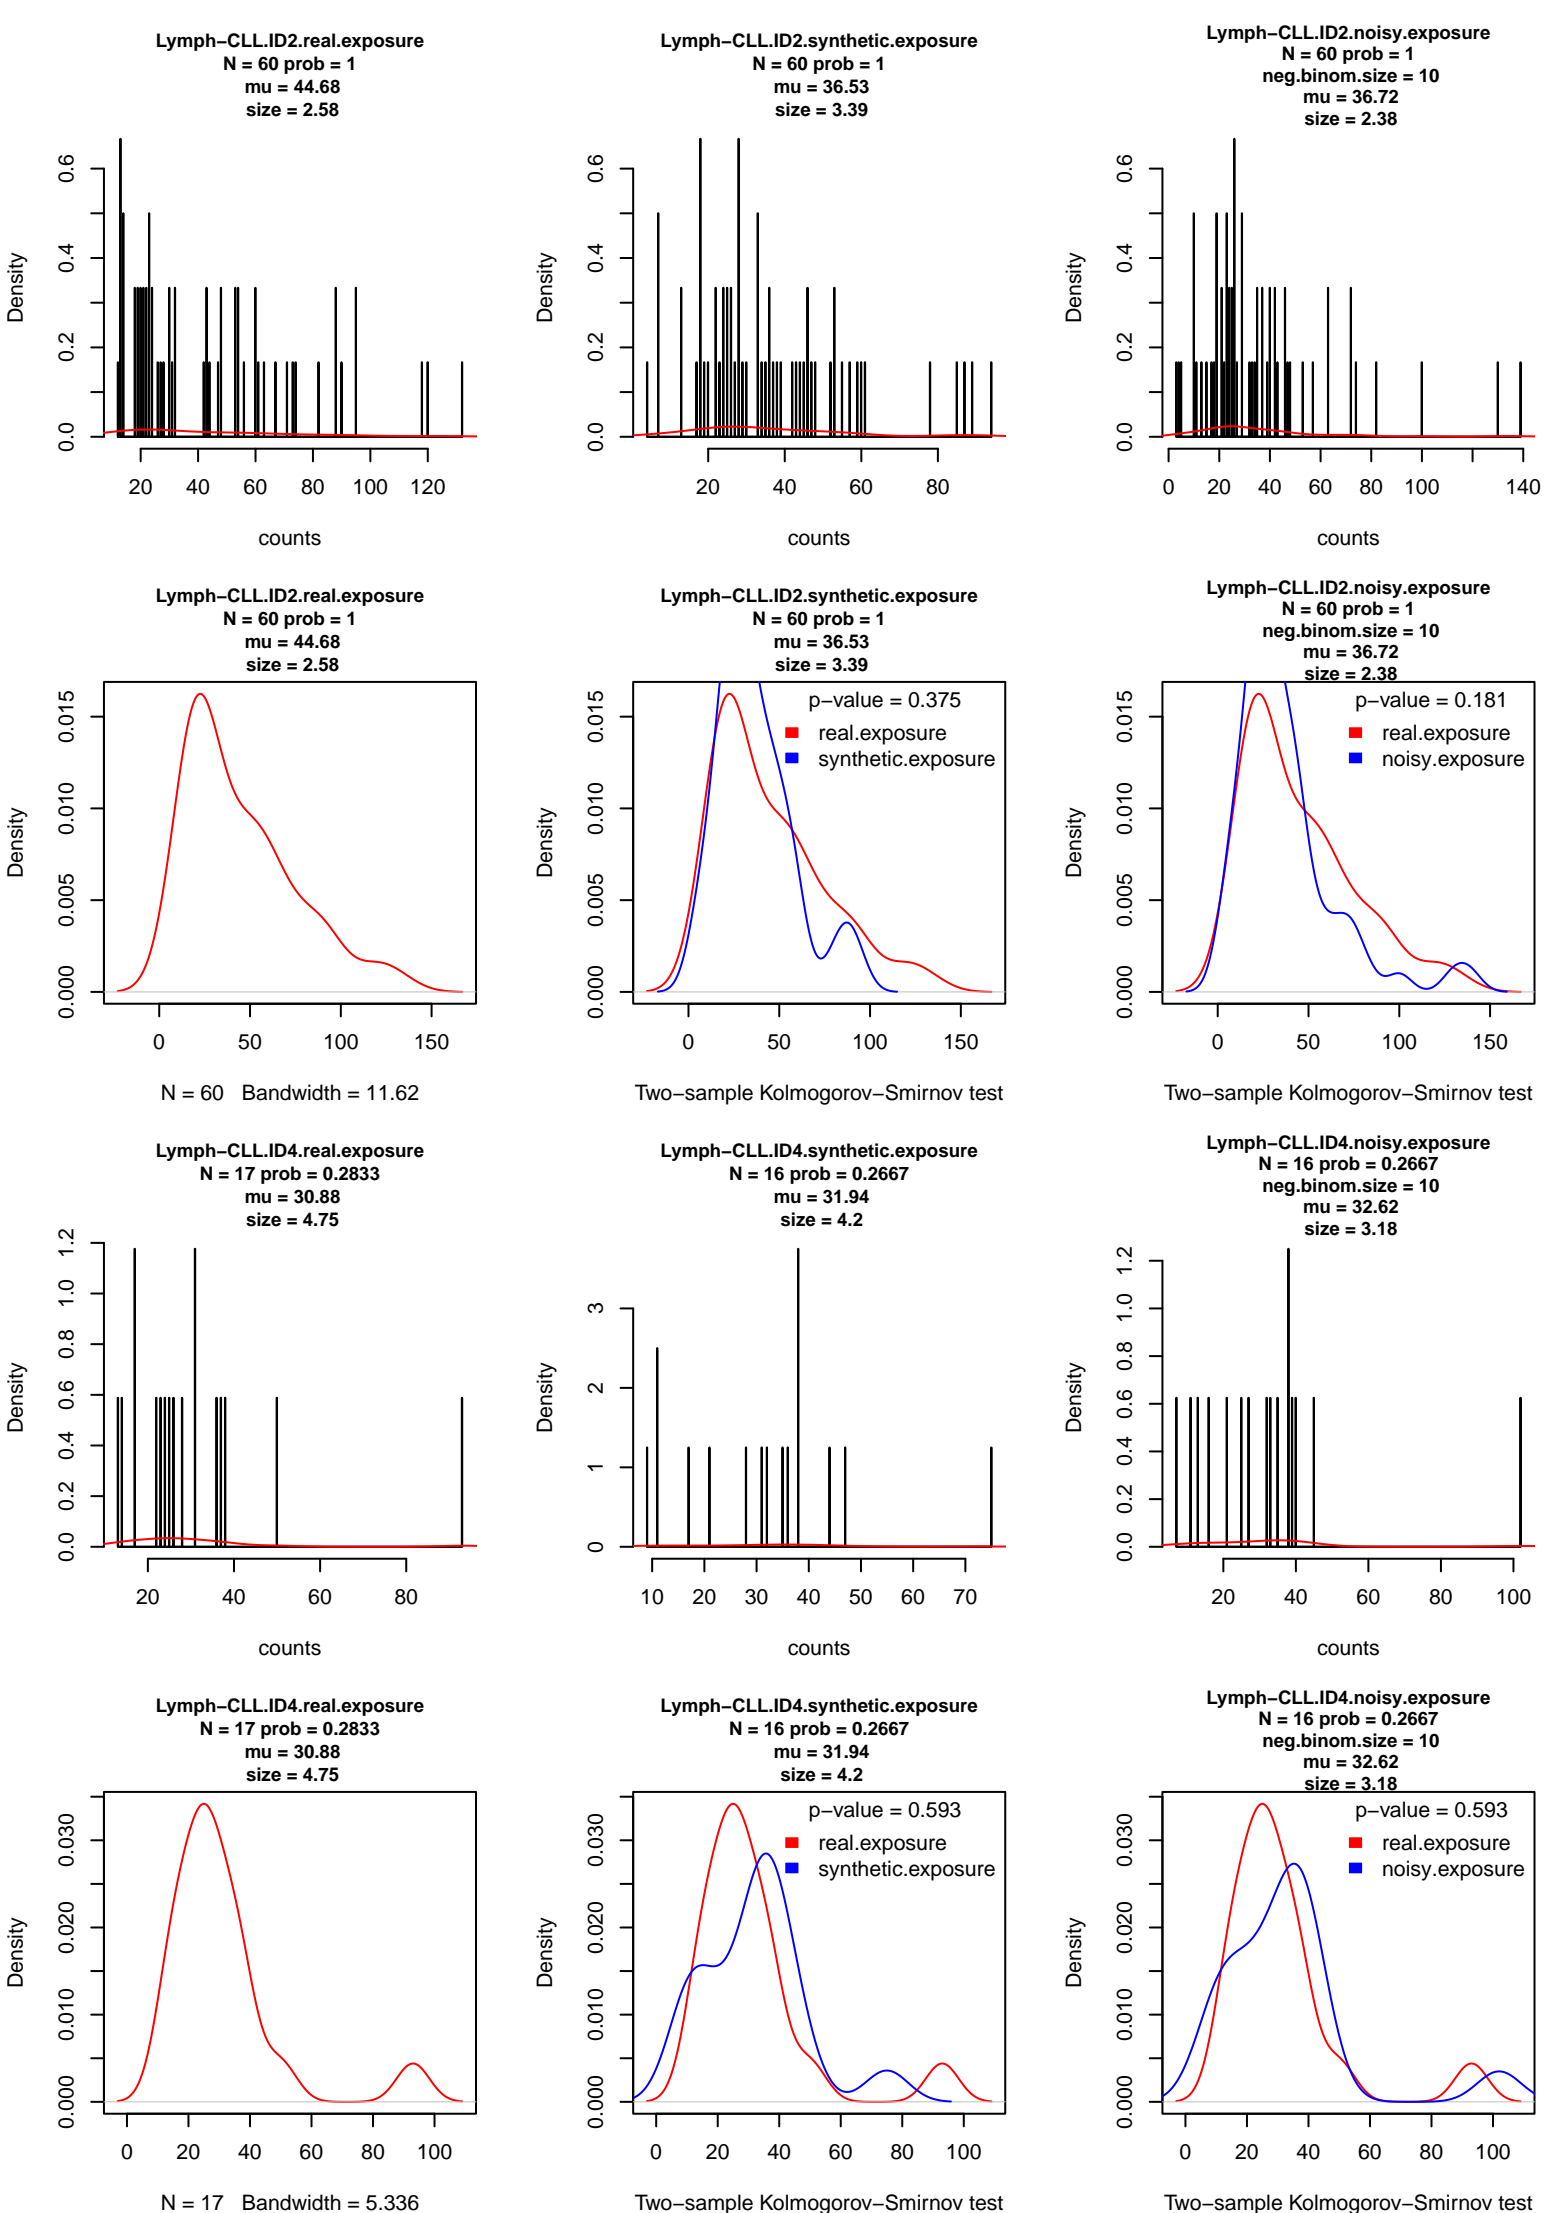 Lymph−CLL.ID2.real.exposure
N = 60 prob = 1
mu = 44.68
size = 2.58
Density
0.0 0.2 0.4 0.6
20 40 60 80 100 120
counts
Lymph−CLL.ID2.synthetic.exposure
N = 60 prob = 1
mu = 36.53
size = 3.39
Density
0.0 0.2 0.4 0.6
20 40 60 80
counts
Lymph−CLL.ID2.noisy.exposure
N = 60 prob = 1
neg.binom.size = 10
mu = 36.72
size = 2.38
Density
0.0 0.2 0.4 0.6
0 20 40 60 80 100 140
counts
Lymph−CLL.ID2.real.exposure
N = 60 prob = 1
mu = 44.68
size = 2.58
Density
0.000 0.005 0.010 0.015
0 50 100 150
N = 60 Bandwidth = 11.62
Lymph−CLL.ID2.synthetic.exposure
N = 60 prob = 1
mu = 36.53
size = 3.39
p−value = 0.375
real.exposure
synthetic.exposure
Density
0.000 0.005 0.010 0.015
0 50 100 150
Two−sample Kolmogorov−Smirnov test
Lymph−CLL.ID2.noisy.exposure
N = 60 prob = 1
neg.binom.size = 10
mu = 36.72
size = 2.38
p−value = 0.181
real.exposure
noisy.exposure
Density
0.000 0.005 0.010 0.015
0 50 100 150
Two−sample Kolmogorov−Smirnov test
Lymph−CLL.ID4.real.exposure
N = 17 prob = 0.2833
mu = 30.88
size = 4.75
Density
0.0 0.2 0.4 0.6 0.8 1.0 1.2
20 40 60 80
counts
Lymph−CLL.ID4.synthetic.exposure
N = 16 prob = 0.2667
mu = 31.94
size = 4.2
Density
0 1 2 3
10 20 30 40 50 60 70
counts
Lymph−CLL.ID4.noisy.exposure
N = 16 prob = 0.2667
neg.binom.size = 10
mu = 32.62
size = 3.18
Density
0.0 0.2 0.4 0.6 0.8 1.0 1.2
20 40 60 80 100
counts
Lymph−CLL.ID4.real.exposure
N = 17 prob = 0.2833
mu = 30.88
size = 4.75
Density
0.000 0.010 0.020 0.030
0 20 40 60 80 100
N = 17 Bandwidth = 5.336
Lymph−CLL.ID4.synthetic.exposure
N = 16 prob = 0.2667
mu = 31.94
size = 4.2
p−value = 0.593
real.exposure
synthetic.exposure
Density
0.000 0.010 0.020 0.030
0 20 40 60 80 100
Two−sample Kolmogorov−Smirnov test
Lymph−CLL.ID4.noisy.exposure
N = 16 prob = 0.2667
neg.binom.size = 10
mu = 32.62
size = 3.18
p−value = 0.593
real.exposure
noisy.exposure
Density
0.000 0.010 0.020 0.030
0 20 40 60 80 100
Two−sample Kolmogorov−Smirnov test